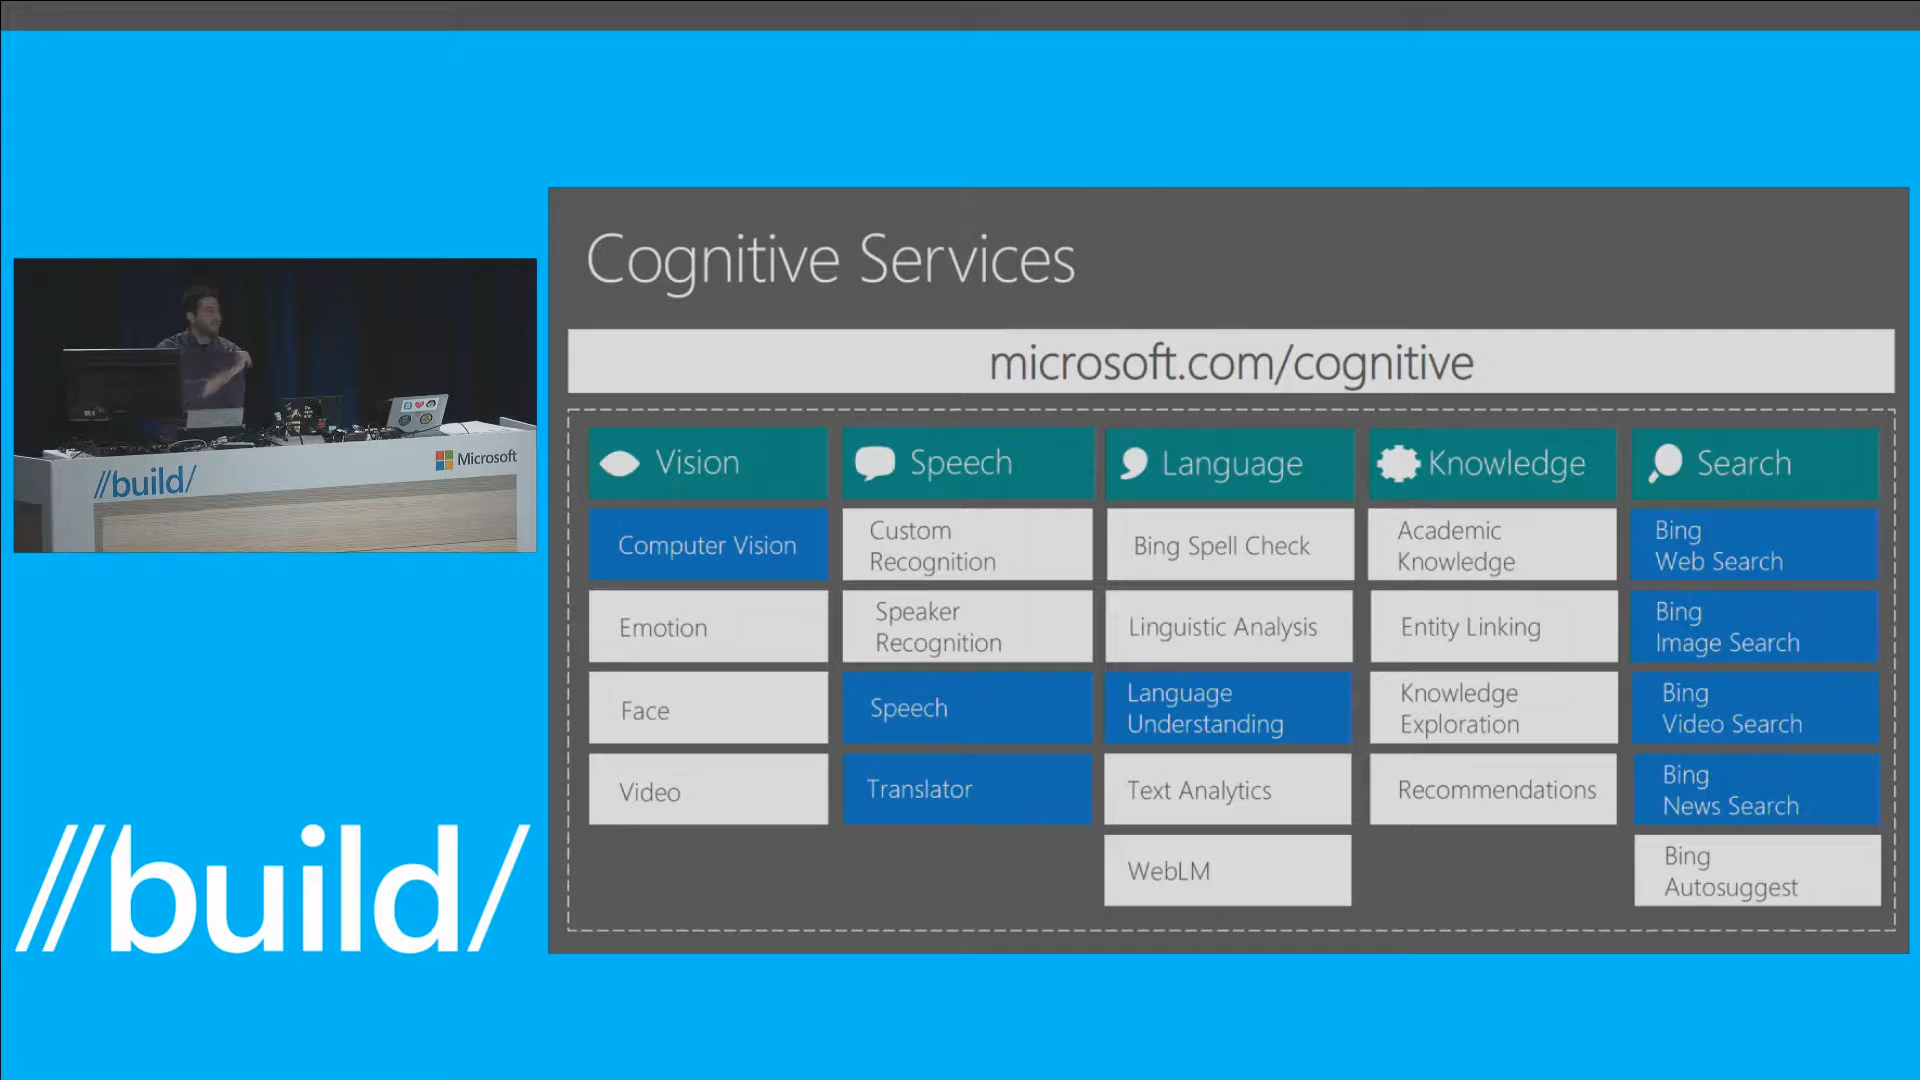 Cognitive Services
microsoft.com/cognitive
Vision
Speech
Language
Knowledge
Search
Computer Vision
Custom
Recognition
Bing Spell Check
Academic
Knowledge
Bing
Web Search
Emotion
Speaker
Recognition
Linguistic Analysis
Entity Linking
Bing
Image Search
Face
Speech
Language
Understanding
Knowledge
Exploration
Bing
Video Search
Video
Translator
Text Analytics
Recommendations
Bing
News Search
WebLM
Bing
Autosuggest
//build/
Microsoft
//build/